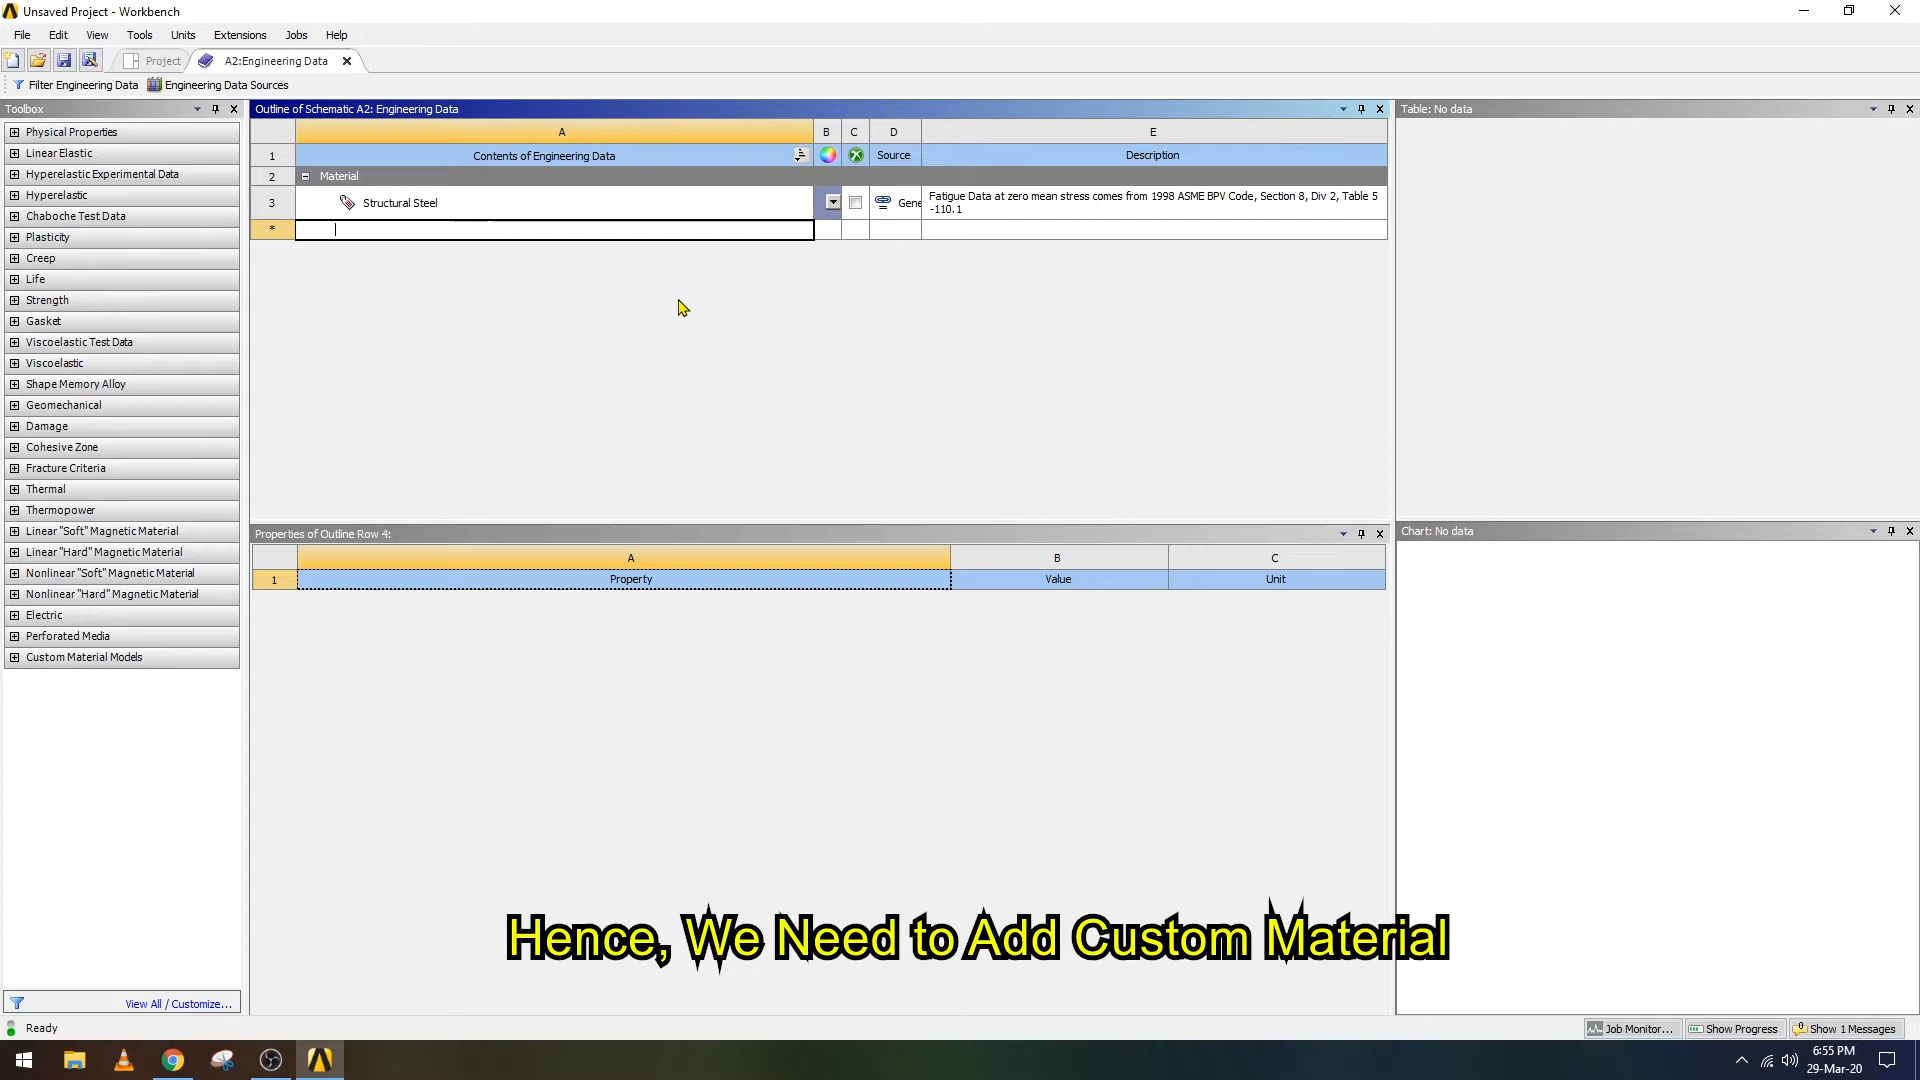 Unsaved Project - Workbench
File Edit View Tools Units Extensions Jobs Help
Project A2:Engineering Data
Filter Engineering Data Engineering Data Sources
Toolbox
Physical Properties
Linear Elastic
Hyperelastic Experimental Data
Hyperelastic
Chaboche Test Data
Plasticity
Creep
Life
Strength
Gasket
Viscoelastic Test Data
Viscoelastic
Shape Memory Alloy
Geomechanical
Damage
Cohesive Zone
Fracture Criteria
Thermal
Thermopower
Linear "Soft" Magnetic Material
Linear "Hard" Magnetic Material
Nonlinear "Soft" Magnetic Material
Nonlinear "Hard" Magnetic Material
Electric
Perforated Media
Custom Material Models
View All / Customize...
Outline of Schematic A2: Engineering Data
A B C D E
1 Contents of Engineering Data Source Description
2 Material
3 Structural Steel Gene Fatigue Data at zero mean stress comes from 1998 ASME BPV Code, Section 8, Div 2, Table 5
-110.1
*
Properties of Outline Row 4:
A B C
1 Property Value Unit
Table: No data
Chart: No data
Hence, We Need to Add Custom Material
Ready
Job Monitor... Show Progress Show 1 Messages
6:55 PM
29-Mar-20